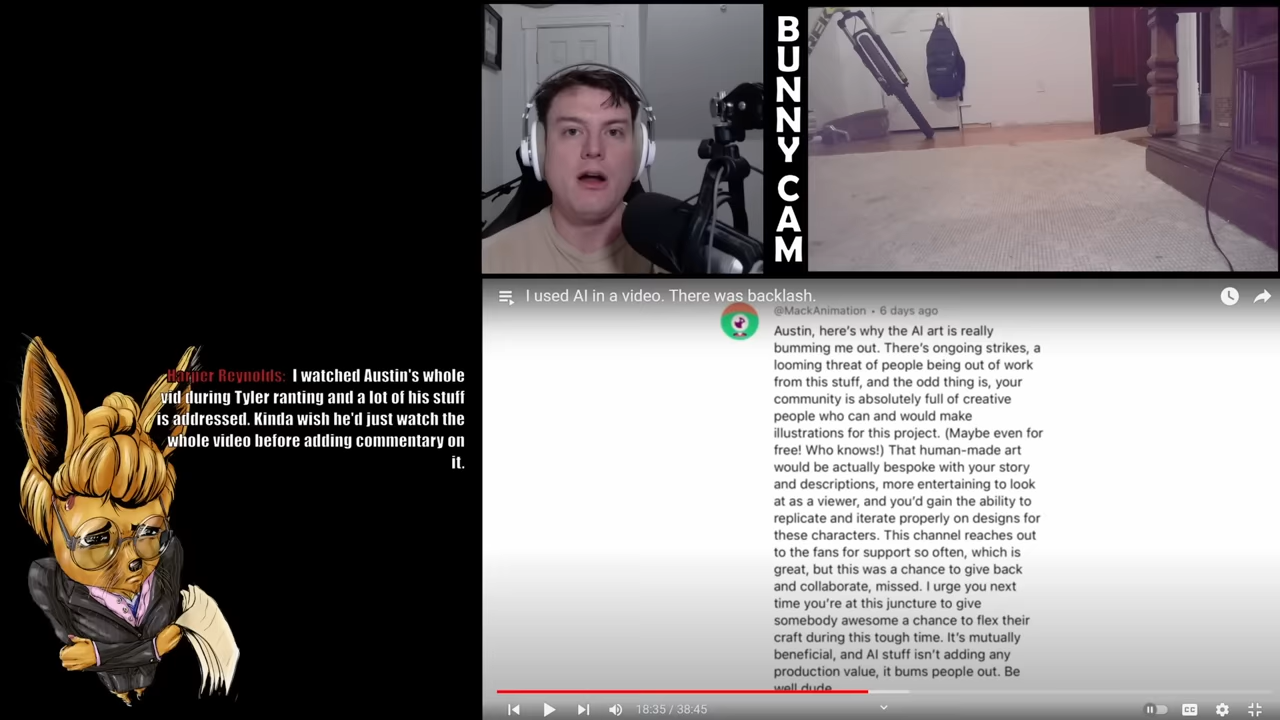 BUNNY CAM
Harper Reynolds: I watched Austin's whole
vid during Tyler ranting and a lot of his stuff
is addressed. Kinda wish he'd just watch the
whole video before adding commentary on
it.
I used AI in a video. There was backlash.
@MackAnimation • 6 days ago
Austin, here's why the AI art is really
bumming me out. There's ongoing strikes, a
looming threat of people being out of work
from this stuff, and the odd thing is, your
community is absolutely full of creative
people who can and would make
illustrations for this project. (Maybe even for
free! Who knows!) That human-made art
would be actually bespoke with your story
and descriptions, more entertaining to look
at as a viewer, and you'd gain the ability to
replicate and iterate properly on designs for
these characters. This channel reaches out
to the fans for support so often, which is
great, but this was a chance to give back
and collaborate, missed. I urge you next
time you're at this juncture to give
somebody awesome a chance to flex their
craft during this tough time. It's mutually
beneficial, and AI stuff isn't adding any
production value, it bums people out. Be
well dude
18:35 / 38:45
CC